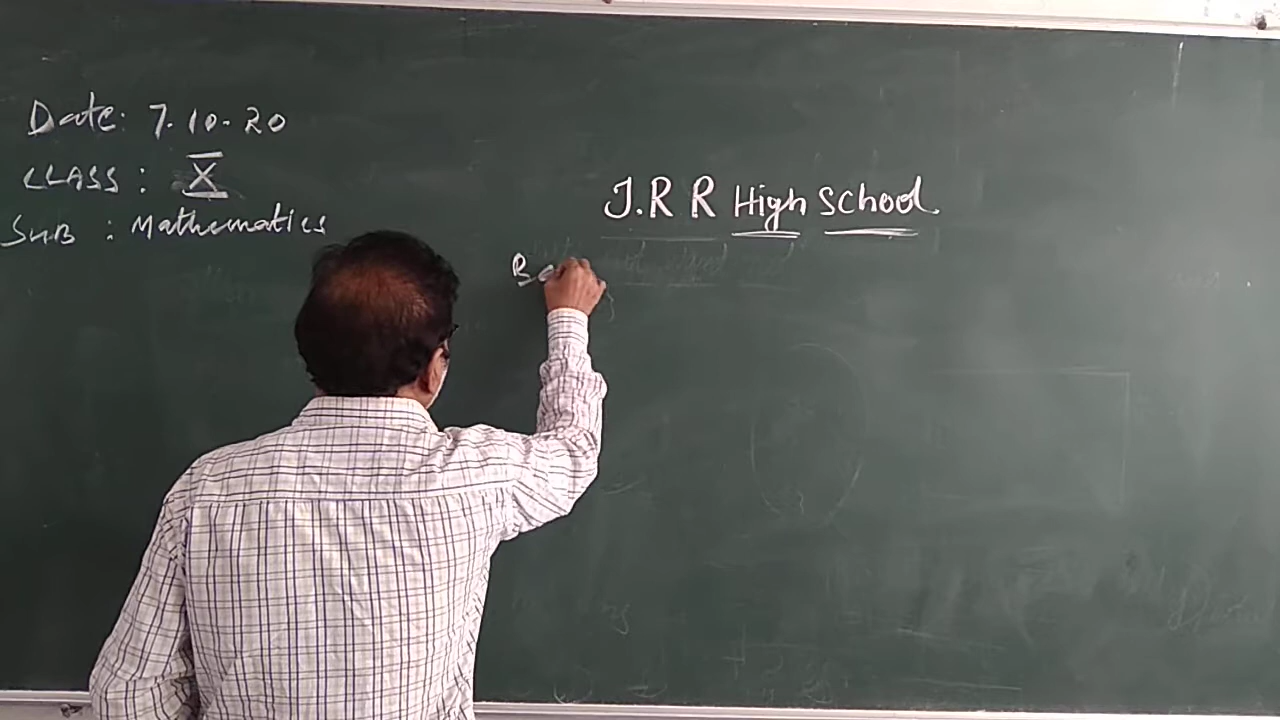 Date: 7.10.20
CLASS : X
SUB : Mathematics
J.R R High School.